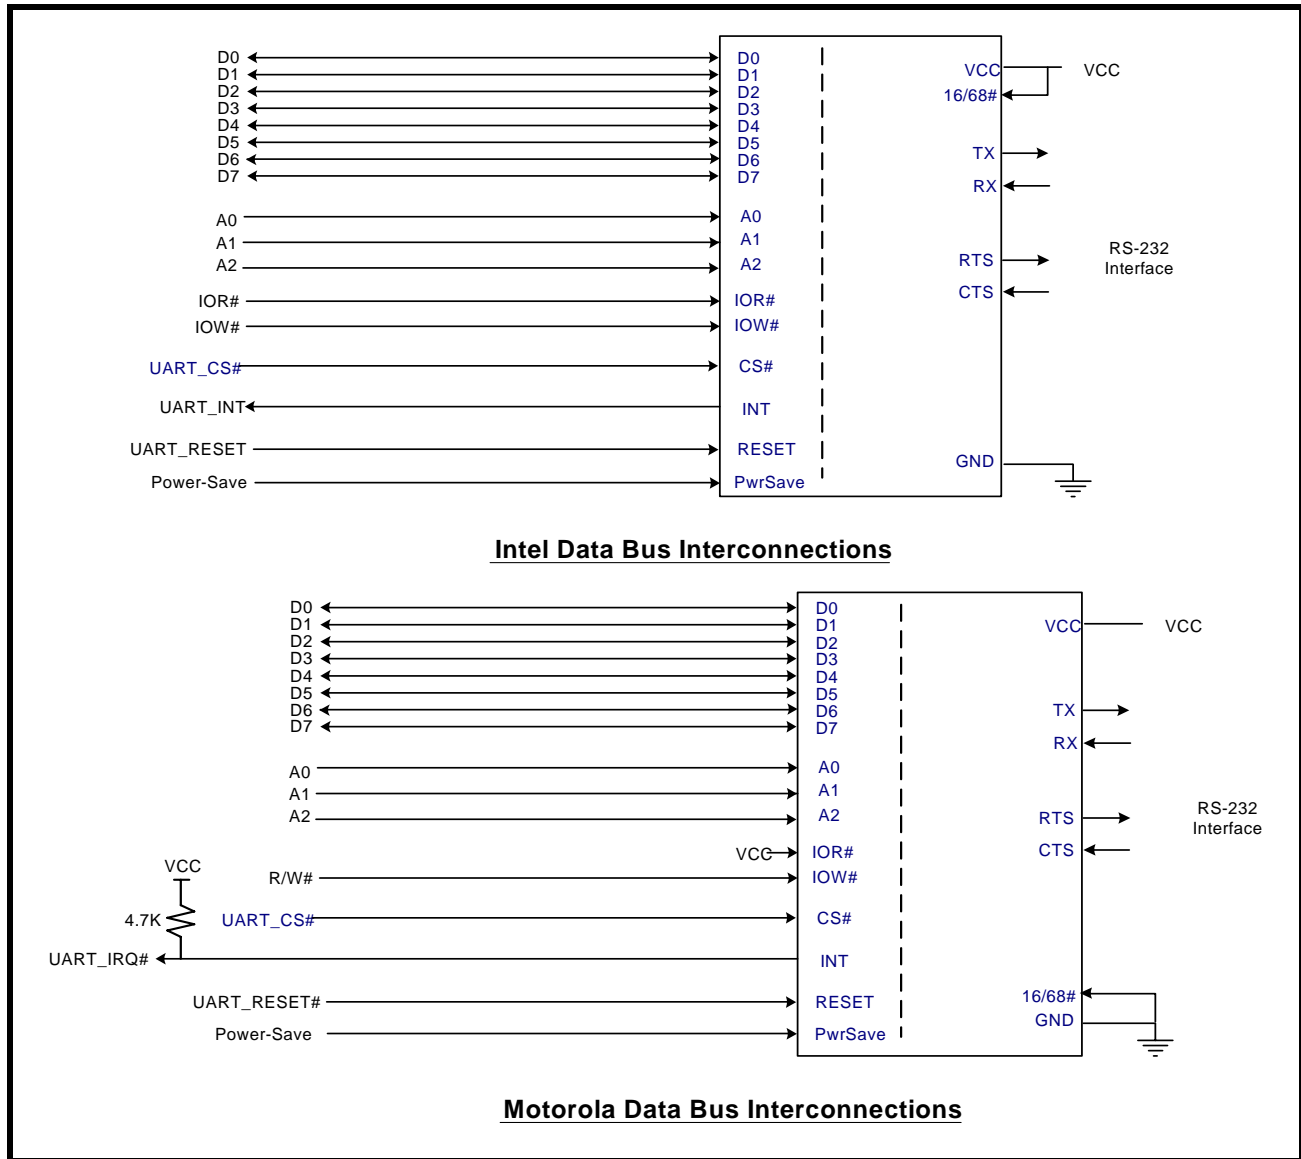 D0 D0
D1 D1
D2 D2
D3 D3
D4 D4
D5 D5
D6 D6
D7 D7
A0 A0
A1 A1
A2 A2
IOR# IOR#
IOW# IOW#
UART_CS# CS#
UART_INT INT
UART_RESET RESET
Power-Save PwrSave
VCC VCC
16/68#
TX
RX
RTS
CTS
RS-232
Interface
GND
Intel Data Bus Interconnections
D0 D0
D1 D1
D2 D2
D3 D3
D4 D4
D5 D5
D6 D6
D7 D7
A0 A0
A1 A1
A2 A2
VCC IOR#
R/W# IOW#
VCC
4.7K
UART_CS# CS#
UART_IRQ# INT
UART_RESET# RESET
Power-Save PwrSave
VCC VCC
TX
RX
RTS
CTS
RS-232
Interface
16/68#
GND
Motorola Data Bus Interconnections